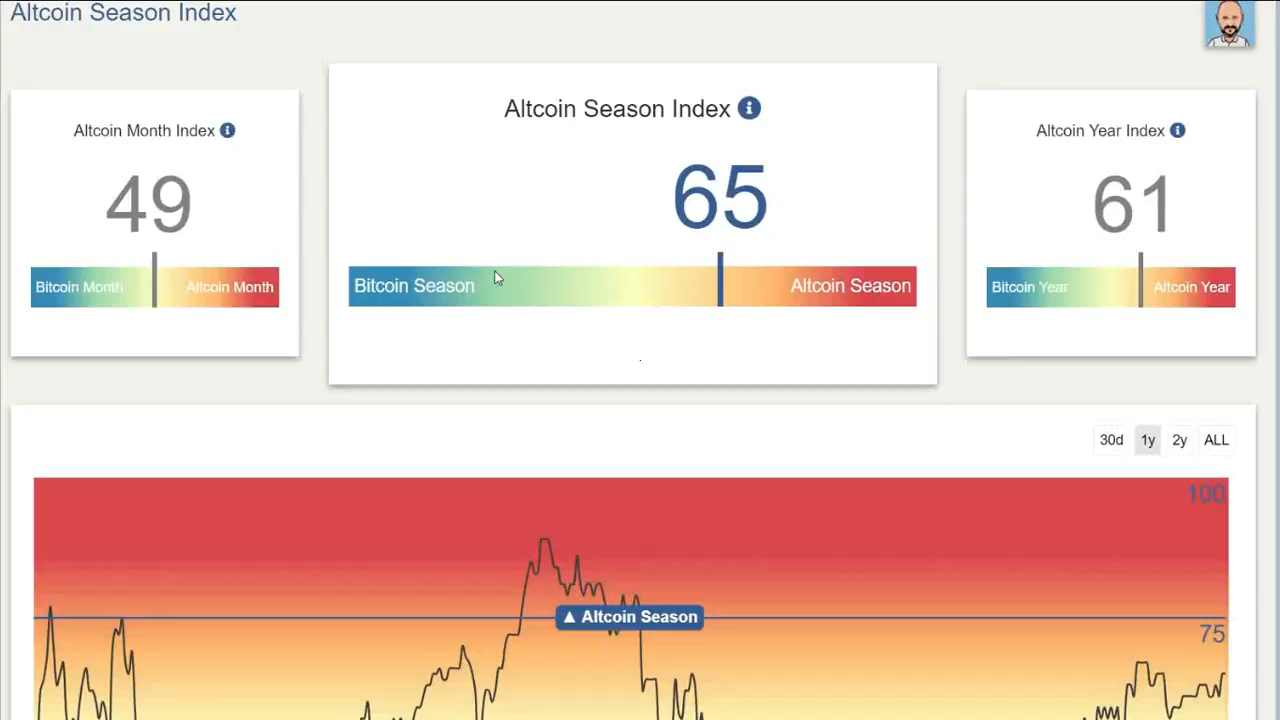 Altcoin Season Index
Altcoin Month Index
49
Bitcoin Month
Altcoin Month
Altcoin Season Index
65
Bitcoin Season
Altcoin Season
Altcoin Year Index
61
Bitcoin Year
Altcoin Year
30d 1y 2y ALL
100
▲ Altcoin Season
75